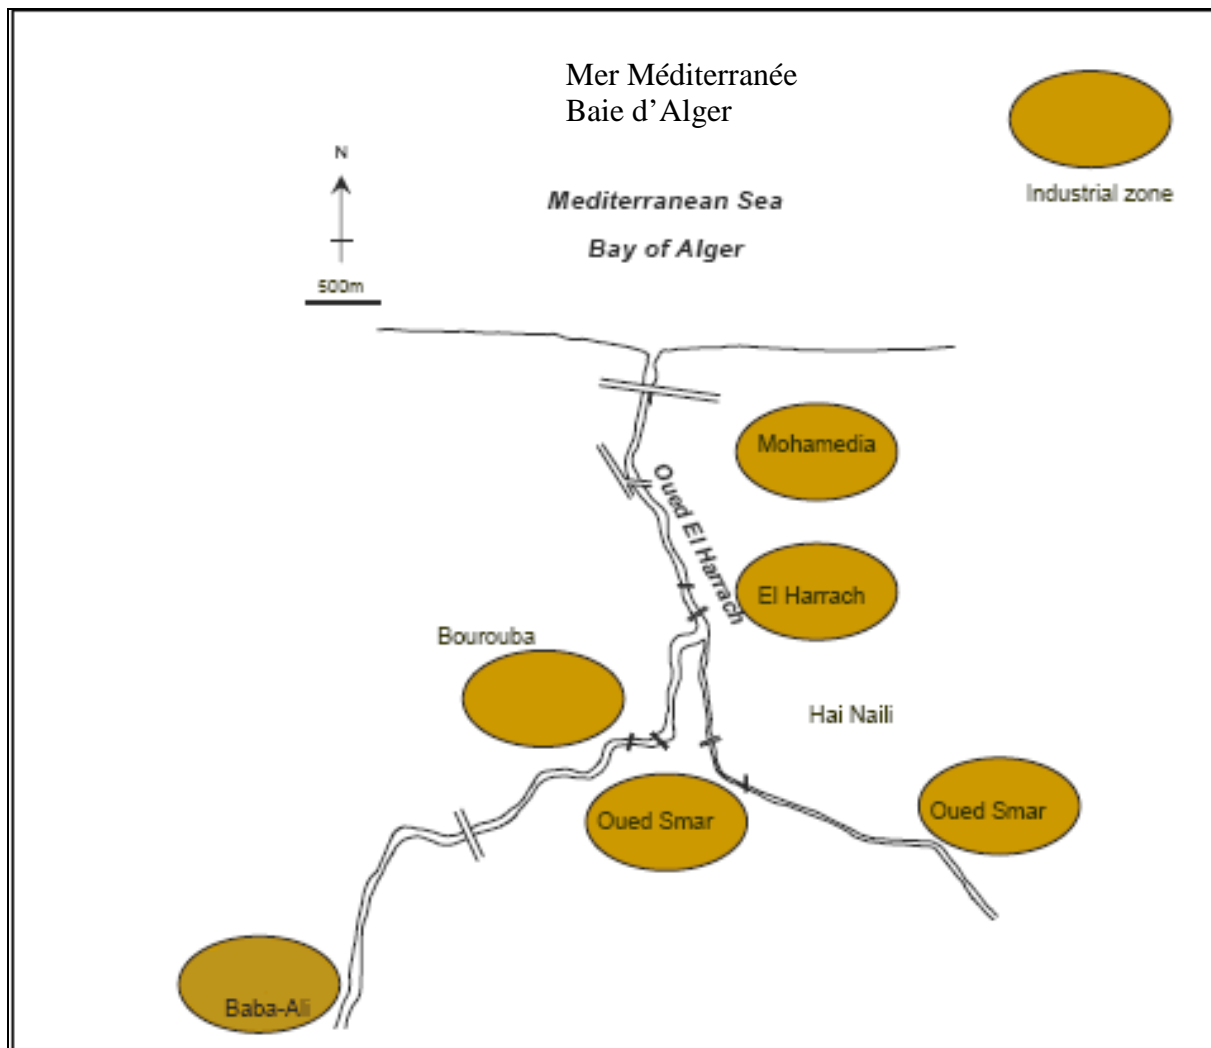 Mer Méditerranée
Baie d’Alger
N
Industrial zone
Mediterranean Sea
Bay of Alger
500m
Mohamedia
Oued El Harrach
El Harrach
Bourouba
Hai Naili
Oued Smar
Oued Smar
Baba-Ali